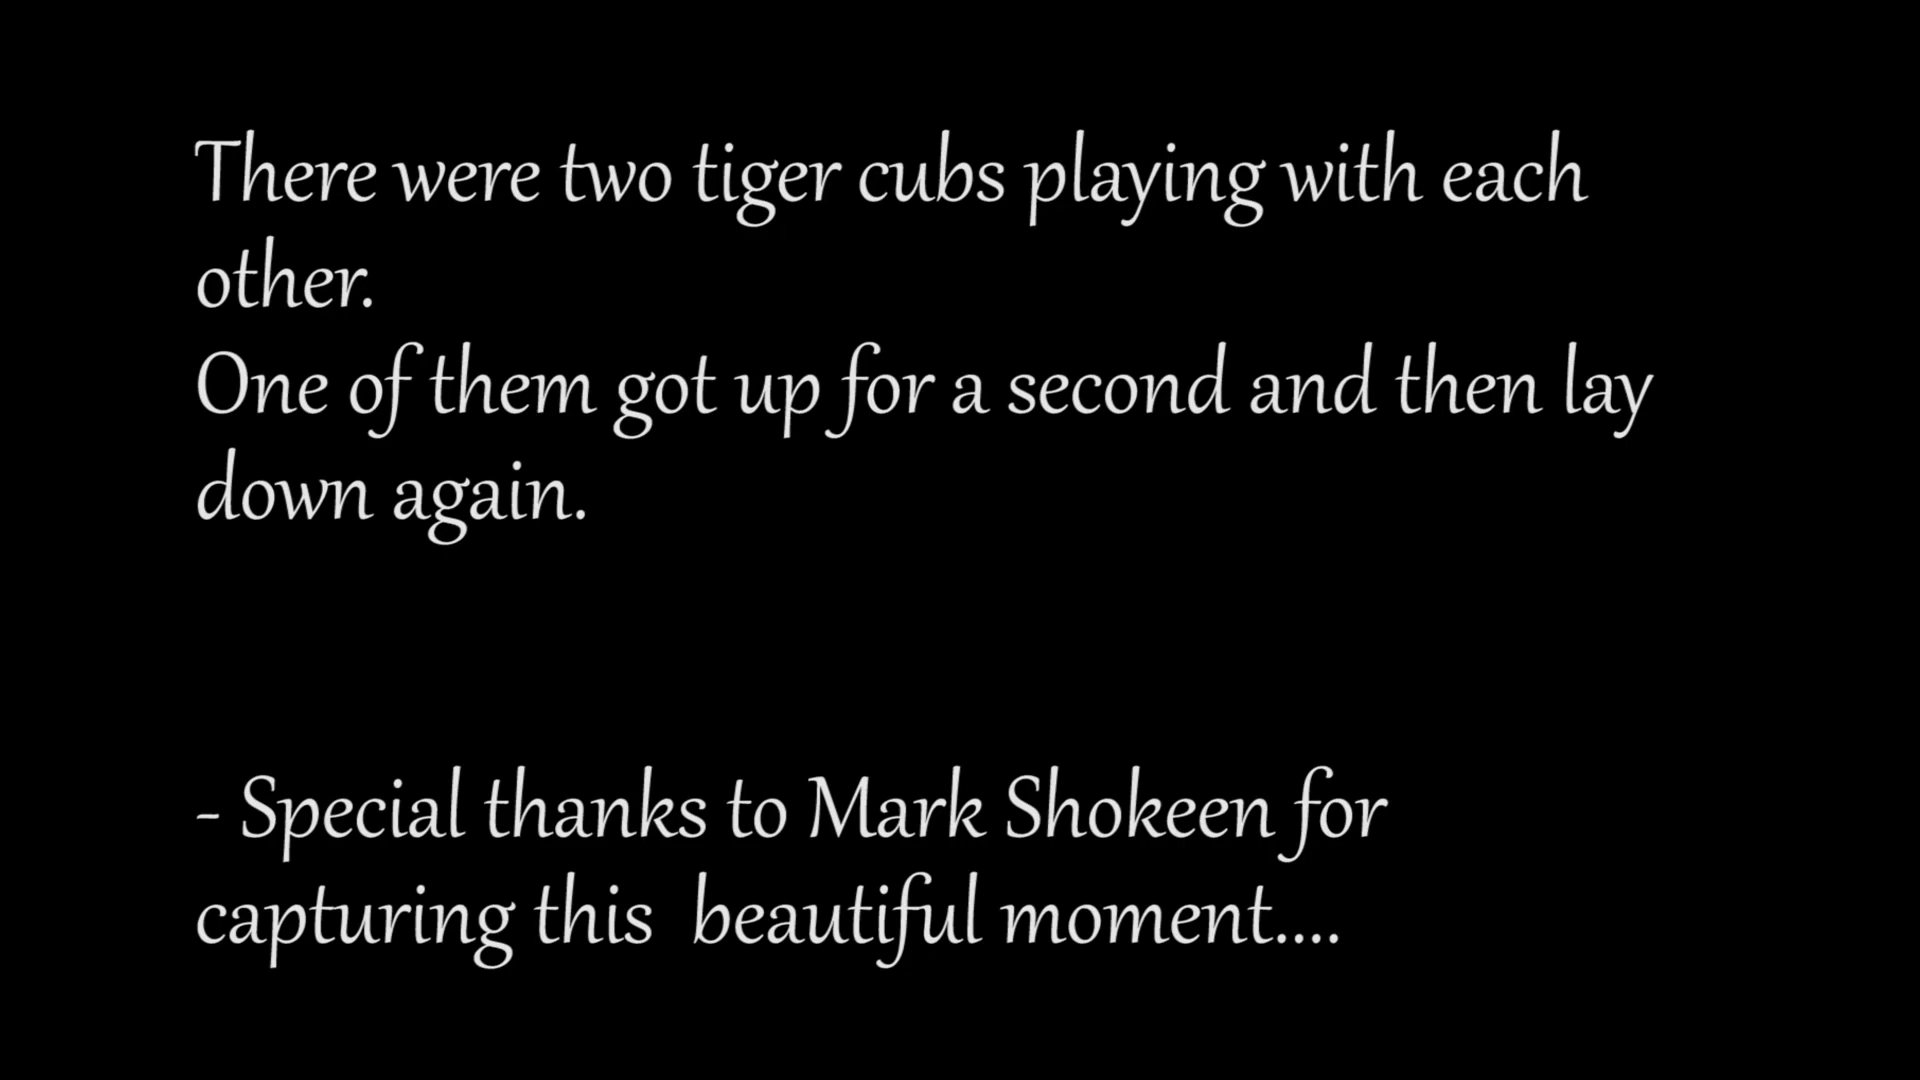 There were two tiger cubs playing with each
other.
One of them got up for a second and then lay
down again.
- Special thanks to Mark Shokeen for
capturing this  beautiful moment....